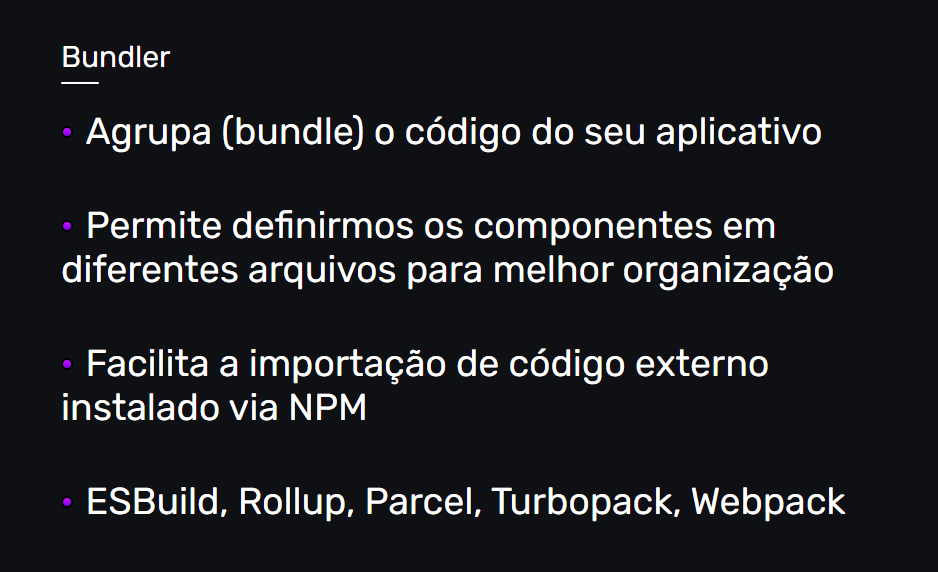 Bundler
• Agrupa (bundle) o código do seu aplicativo
• Permite definirmos os componentes em
diferentes arquivos para melhor organização
• Facilita a importação de código externo
instalado via NPM
• ESBuild, Rollup, Parcel, Turbopack, Webpack